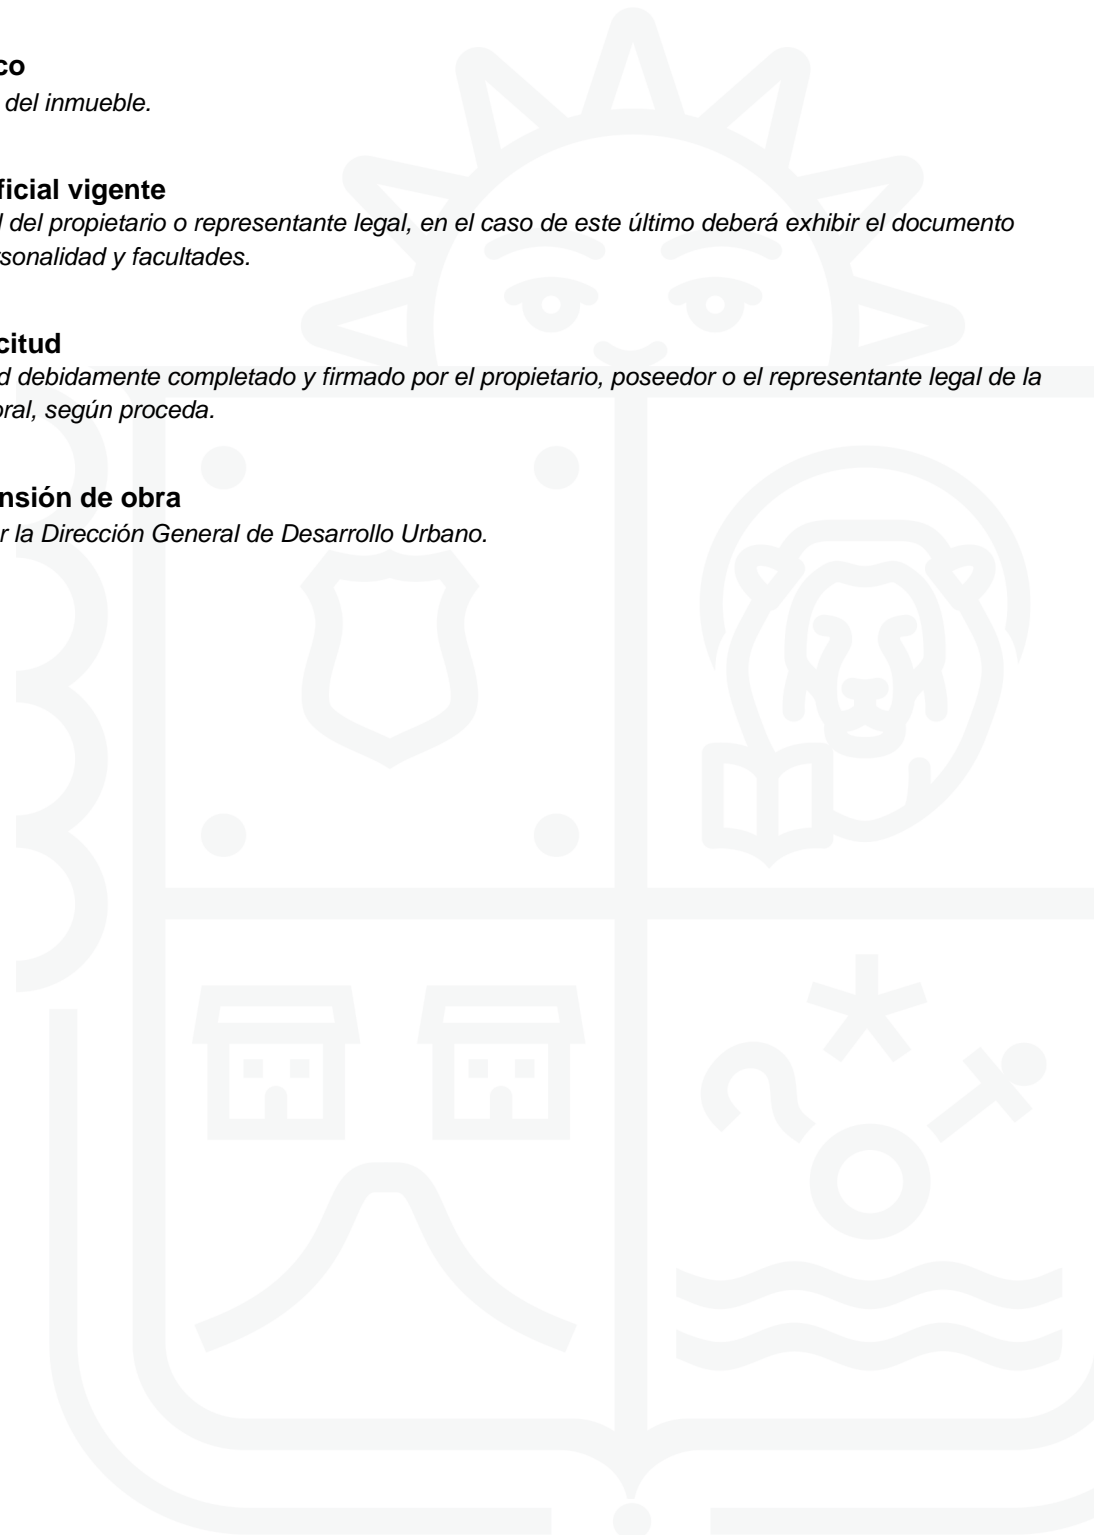 co
del inmueble.
ficial vigente
l del propietario o representante legal, en el caso de este último deberá exhibir el documento
rsonalidad y facultades.
citud
d debidamente completado y firmado por el propietario, poseedor o el representante legal de la
oral, según proceda.
nsión de obra
r la Dirección General de Desarrollo Urbano.